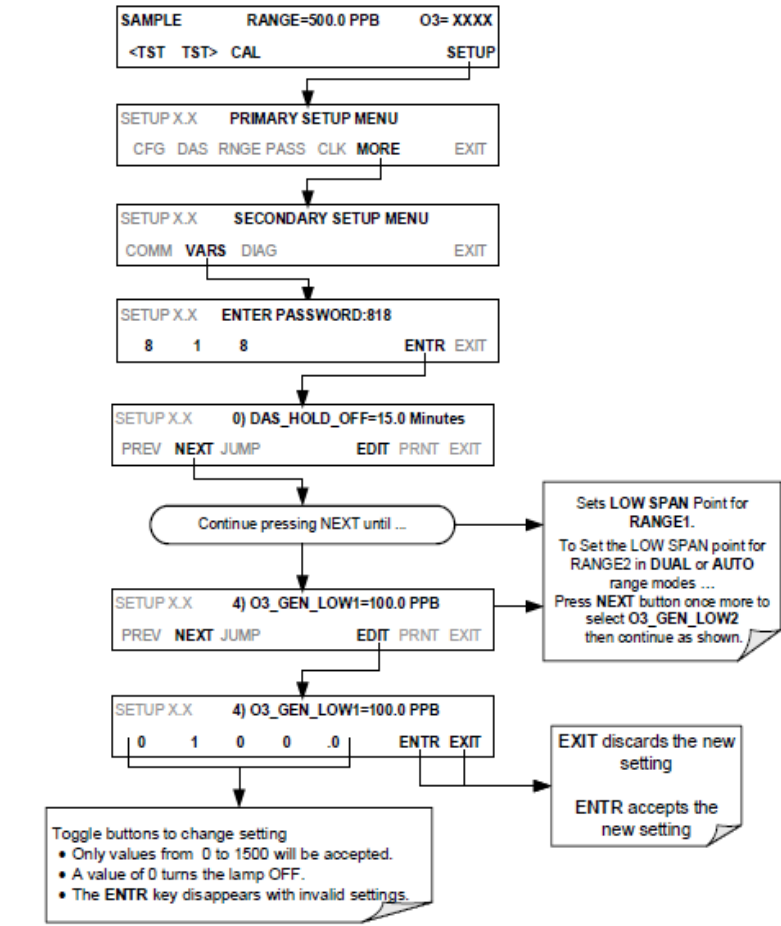 SAMPLE RANGE=500.0 PPB O3= XXXX
<TST TST> CAL SETUP
SETUP X.X PRIMARY SETUP MENU
CFG DAS RNGE PASS CLK MORE EXIT
SETUP X.X SECONDARY SETUP MENU
COMM VARS DIAG EXIT
SETUP X.X ENTER PASSWORD:818
8 1 8 ENTR EXIT
SETUP X.X 0) DAS_HOLD_OFF=15.0 Minutes
PREV NEXT JUMP EDIT PRNT EXIT
Continue pressing NEXT until ...
Sets LOW SPAN Point for
RANGE1.
To Set the LOW SPAN point for
RANGE2 in DUAL or AUTO
range modes ...
Press NEXT button once more to
select O3_GEN_LOW2
then continue as shown.
SETUP X.X 4) O3_GEN_LOW1=100.0 PPB
PREV NEXT JUMP EDIT PRNT EXIT
SETUP X.X 4) O3_GEN_LOW1=100.0 PPB
0 1 0 0 .0 ENTR EXIT
EXIT discards the new
setting
ENTR accepts the
new setting
Toggle buttons to change setting
• Only values from 0 to 1500 will be accepted.
• A value of 0 turns the lamp OFF.
• The ENTR key disappears with invalid settings.